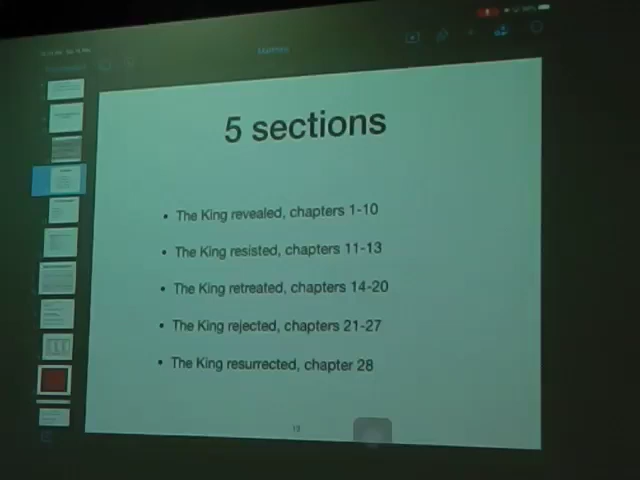 Matthew
5 sections
• The King revealed, chapters 1-10
• The King resisted, chapters 11-13
• The King retreated, chapters 14-20
• The King rejected, chapters 21-27
• The King resurrected, chapter 28